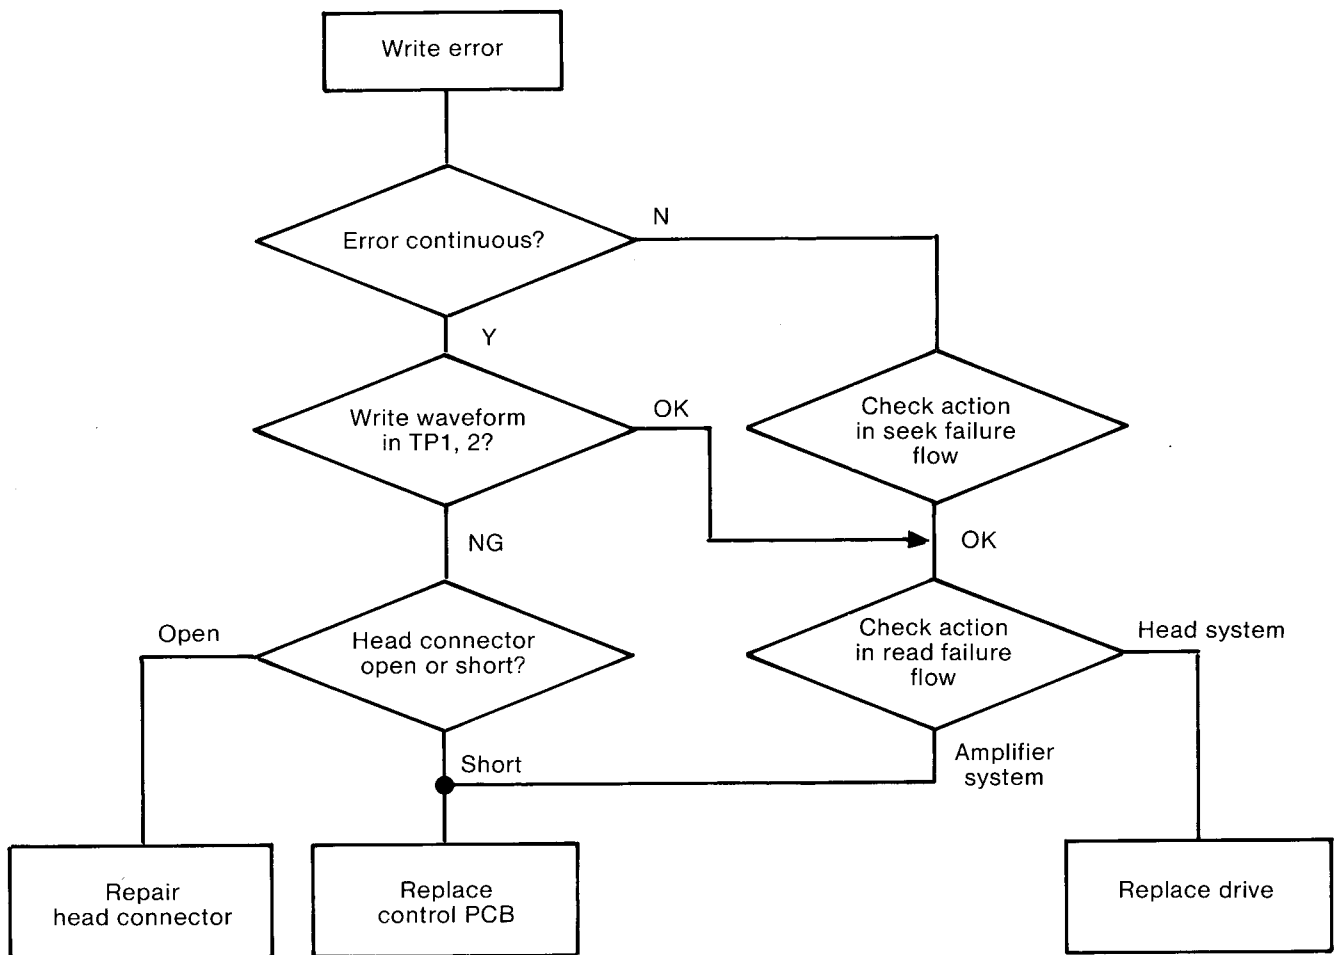 Write error
Error continuous?
N
Y
Write waveform
in TP1, 2?
OK
Check action
in seek failure
flow
NG
OK
Open
Head connector
open or short?
Check action
in read failure
flow
Head system
Short
Amplifier
system
Repair
head connector
Replace
control PCB
Replace drive